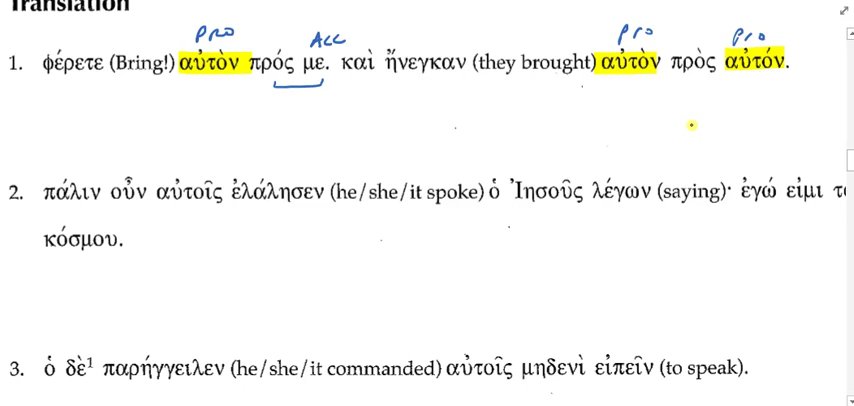 Translation
Pro Acc Pro Pro
1. φέρετε (Bring!) αὐτὸν πρός με. καὶ ἤνεγκαν (they brought) αὐτὸν πρὸς αὐτόν.
2. πάλιν οὖν αὐτοῖς ἐλάλησεν (he/she/it spoke) ὁ Ἰησοῦς λέγων (saying)· ἐγώ εἰμι τὸ
κόσμου.
3. ὁ δὲ¹ παρήγγειλεν (he/she/it commanded) αὐτοῖς μηδενὶ εἰπεῖν (to speak).